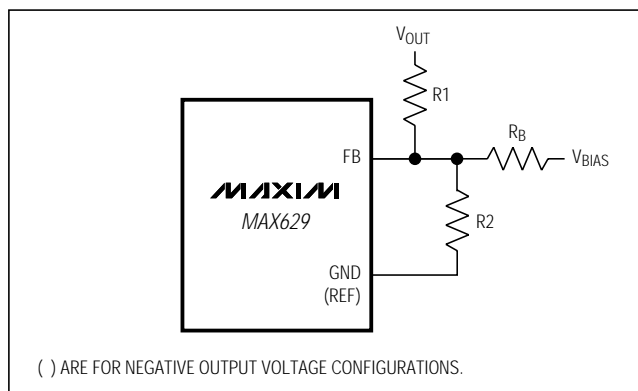 VOUT
R1
RB
FB
VBIAS
MAXIM
MAX629
R2
GND
(REF)
( ) ARE FOR NEGATIVE OUTPUT VOLTAGE CONFIGURATIONS.